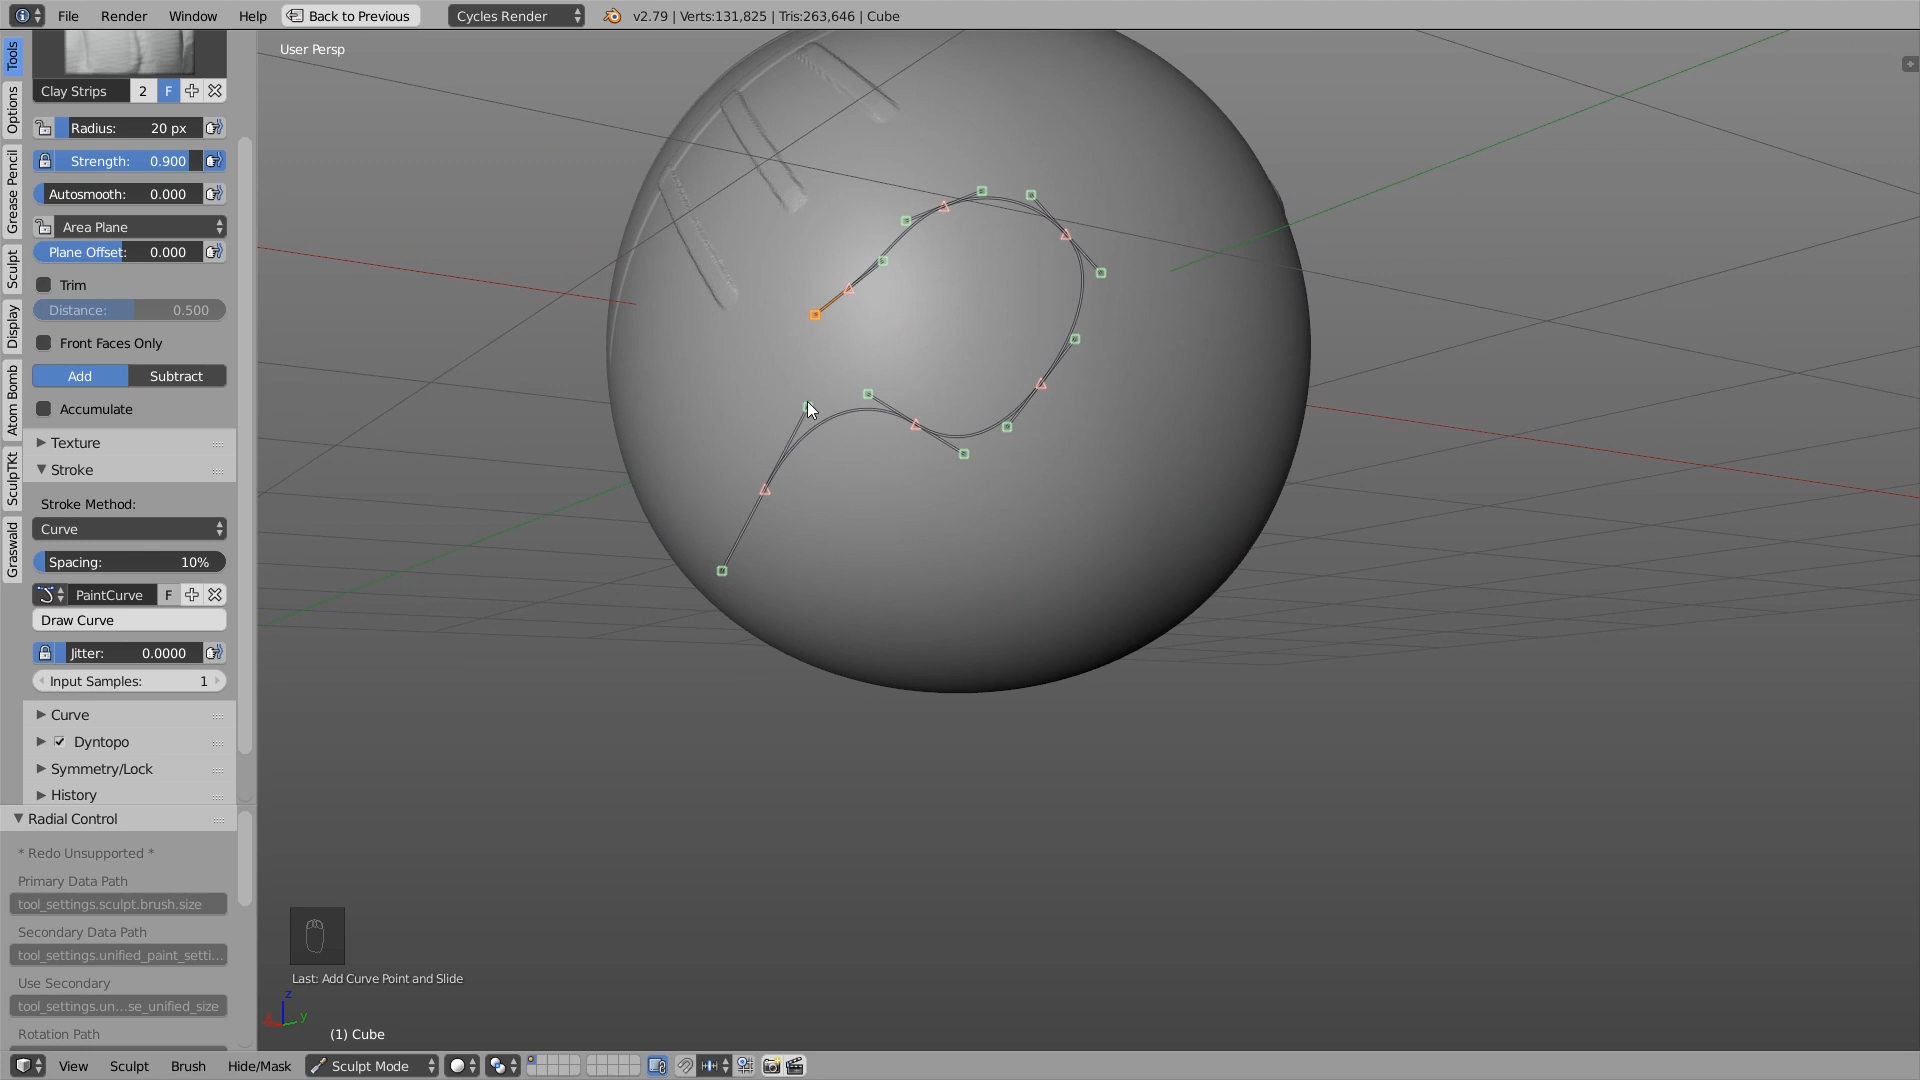 File Render Window Help Back to Previous Cycles Render v2.79 | Verts:131,825 | Tris:263,646 | Cube
User Persp
Tools
Options
Grease Pencil
Sculpt
Display
Atom Bomb
SculpTKt
Graswald
Clay Strips 2 F
Radius: 20 px
Strength: 0.900
Autosmooth: 0.000
Area Plane
Plane Offset: 0.000
Trim
Distance: 0.500
Front Faces Only
Add Subtract
Accumulate
Texture
Stroke
Stroke Method:
Curve
Spacing: 10%
PaintCurve F
Draw Curve
Jitter: 0.0000
Input Samples: 1
Curve
Dyntopo
Symmetry/Lock
History
Radial Control
* Redo Unsupported *
Primary Data Path
tool_settings.sculpt.brush.size
Secondary Data Path
tool_settings.unified_paint_setti...
Use Secondary
tool_settings.un...se_unified_size
Rotation Path
Last: Add Curve Point and Slide
z
y
(1) Cube
View Sculpt Brush Hide/Mask Sculpt Mode